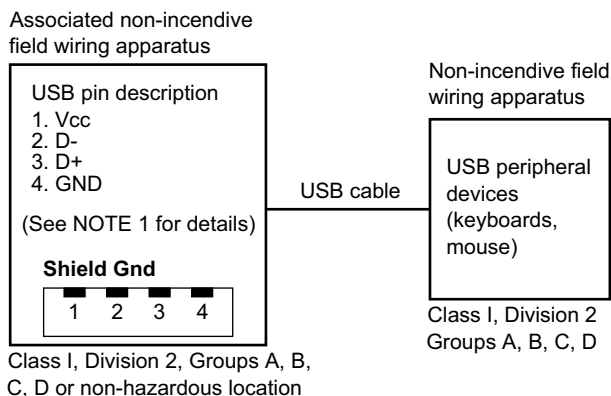 Associated non-incendive
field wiring apparatus
USB pin description
1. Vcc
2. D-
3. D+
4. GND
(See NOTE 1 for details)
Shield Gnd
1 2 3 4
Class I, Division 2, Groups A, B,
C, D or non-hazardous location
USB cable
Non-incendive field
wiring apparatus
USB peripheral
devices
(keyboards,
mouse)
Class I, Division 2
Groups A, B, C, D